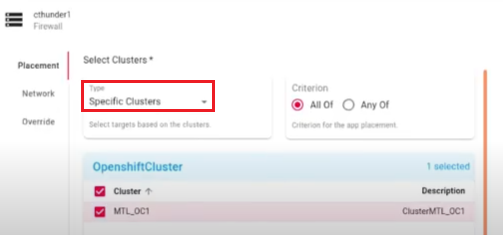 cthunder1
Firewall
Placement
Network
Override
Select Clusters *
Type
Specific Clusters
Select targets based on the clusters.
Criterion
All Of Any Of
Criterion for the app placement.
OpenshiftCluster 1 selected
Cluster ↑ Description
MTL_OC1 ClusterMTL_OC1